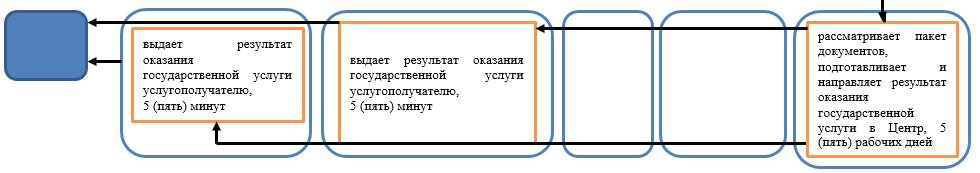 выдает результат
оказания
государственной услуги
услугополучателю,
5 (пять) минут
выдает результат оказания
государственной услуги
услугополучателю,
5 (пять) минут
рассматривает пакет
документов,
подготавливает и
направляет результат
оказания
государственной
услуги в Центр, 5
(пять) рабочих дней